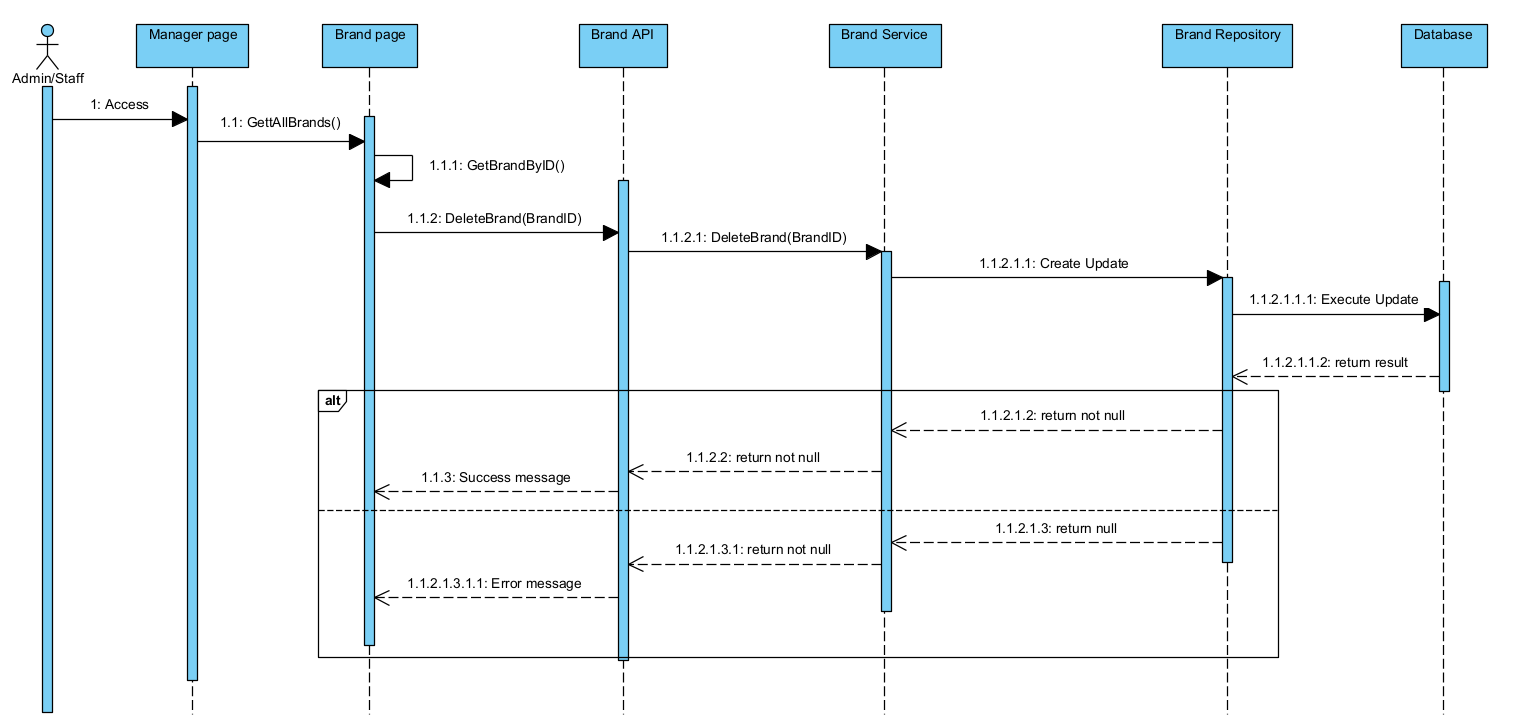 Admin/Staff
Manager page
Brand page
Brand API
Brand Service
Brand Repository
Database
1: Access
1.1: GettAllBrands()
1.1.1: GetBrandByID()
1.1.2: DeleteBrand(BrandID)
1.1.2.1: DeleteBrand(BrandID)
1.1.2.1.1: Create Update
1.1.2.1.1.1: Execute Update
1.1.2.1.1.2: return result
alt
1.1.2.1.2: return not null
1.1.2.2: return not null
1.1.3: Success message
1.1.2.1.3: return null
1.1.2.1.3.1: return not null
1.1.2.1.3.1.1: Error message